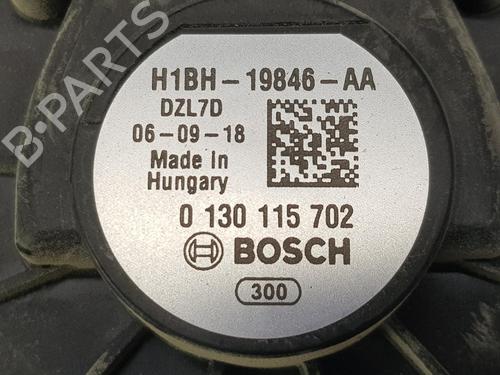 B-PARTS
H1BH-19846-AA
DZL7D
06-09-18
Made in
Hungary
0 130 115 702
BOSCH
300